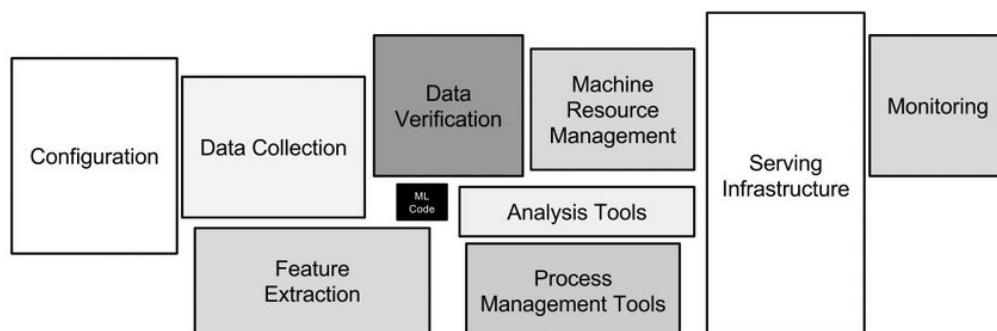 Configuration
Data Collection
Data
Verification
Machine
Resource
Management
Monitoring
Serving
Infrastructure
ML
Code
Analysis Tools
Feature
Extraction
Process
Management Tools